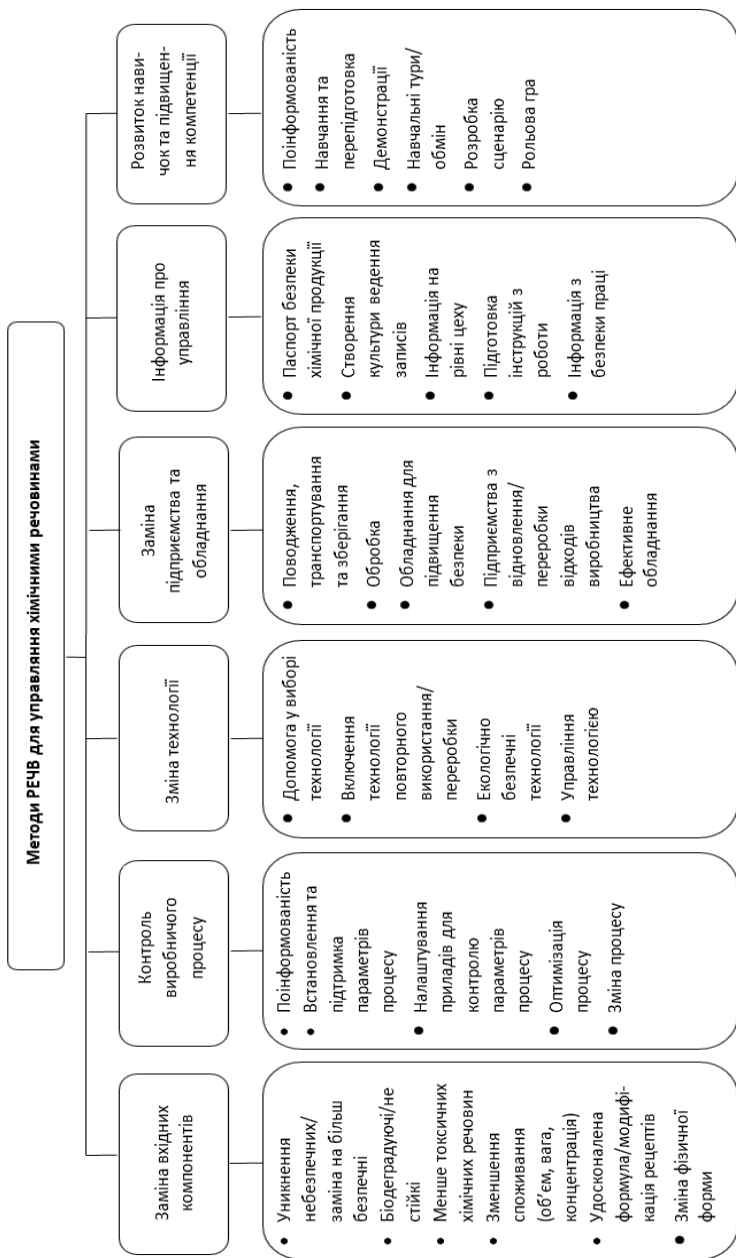 Методи РЕЧВ для управляння хімічними речовинами
Заміна вхідних
компонентів
Уникнення
небезпечних/
заміна на більш
безпечні
Біодеградуючі/не
стійкі
Менше токсичних
хімічних речовин
Зменшення
споживання
(об’єм, вага,
концентрація)
Удосконалена
формула/модифі-
кація рецептів
Зміна фізичної
форми
Контроль
виробничого
процесу
Поінформованість
Встановлення та
підтримка
параметрів
процесу
Налаштування
приладів для
контролю
параметрів
процесу
Оптимізація
процесу
Зміна процесу
Зміна технології
Допомога у виборі
технології
Включення
технології
повторного
використання/
переробки
Екологічно
безпечні
технології
Управління
технологією
Заміна
підприємства та
обладнання
Поводження,
транспортування
та зберігання
Обробка
Обладнання для
підвищення
безпеки
Підприємства з
відновлення/
переробки
відходів
виробництва
Ефективне
обладнання
Інформація про
управління
Паспорт безпеки
хімічної продукції
Створення
культури ведення
записів
Інформація на
рівні цеху
Підготовка
інструкцій з
роботи
Інформація з
безпеки праці
Розвиток нави-
чок та підвищен-
ня компетенції
Поінформованість
Навчання та
перепідготовка
Демонстрації
Навчальні тури/
обмін
Розробка
сценарію
Рольова гра